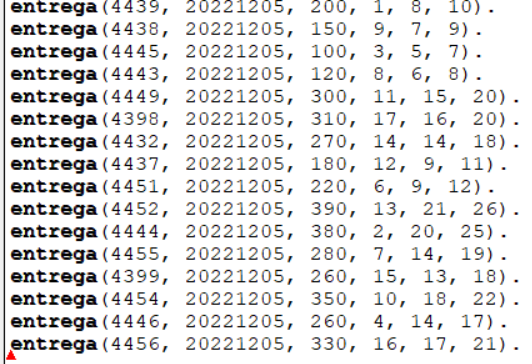 entrega(4439, 20221205, 200, 1, 8, 10).
entrega(4438, 20221205, 150, 9, 7, 9).
entrega(4445, 20221205, 100, 3, 5, 7).
entrega(4443, 20221205, 120, 8, 6, 8).
entrega(4449, 20221205, 300, 11, 15, 20).
entrega(4398, 20221205, 310, 17, 16, 20).
entrega(4432, 20221205, 270, 14, 14, 18).
entrega(4437, 20221205, 180, 12, 9, 11).
entrega(4451, 20221205, 220, 6, 9, 12).
entrega(4452, 20221205, 390, 13, 21, 26).
entrega(4444, 20221205, 380, 2, 20, 25).
entrega(4455, 20221205, 280, 7, 14, 19).
entrega(4399, 20221205, 260, 15, 13, 18).
entrega(4454, 20221205, 350, 10, 18, 22).
entrega(4446, 20221205, 260, 4, 14, 17).
entrega(4456, 20221205, 330, 16, 17, 21).